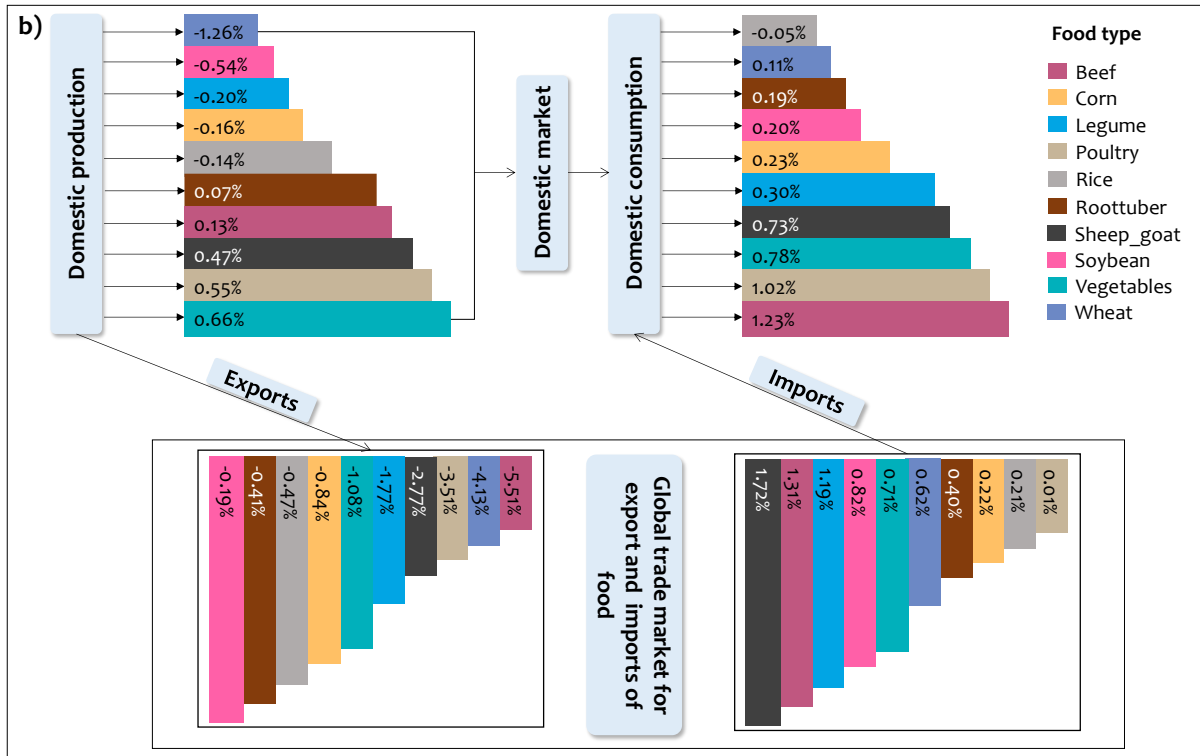 b)
Domestic production
-1.26%
-0.54%
-0.20%
-0.16%
-0.14%
0.07%
0.13%
0.47%
0.55%
0.66%
Domestic market
Domestic consumption
-0.05%
0.11%
0.19%
0.20%
0.23%
0.30%
0.73%
0.78%
1.02%
1.23%
Food type
Beef
Corn
Legume
Poultry
Rice
Roottuber
Sheep_goat
Soybean
Vegetables
Wheat
Exports
Imports
-0.19%
-0.41%
-0.47%
-0.84%
-1.08%
-1.77%
-2.77%
-3.51%
-4.13%
-5.51%
Global trade market for
export and imports of
food
1.72%
1.31%
1.19%
0.82%
0.71%
0.62%
0.40%
0.22%
0.21%
0.01%